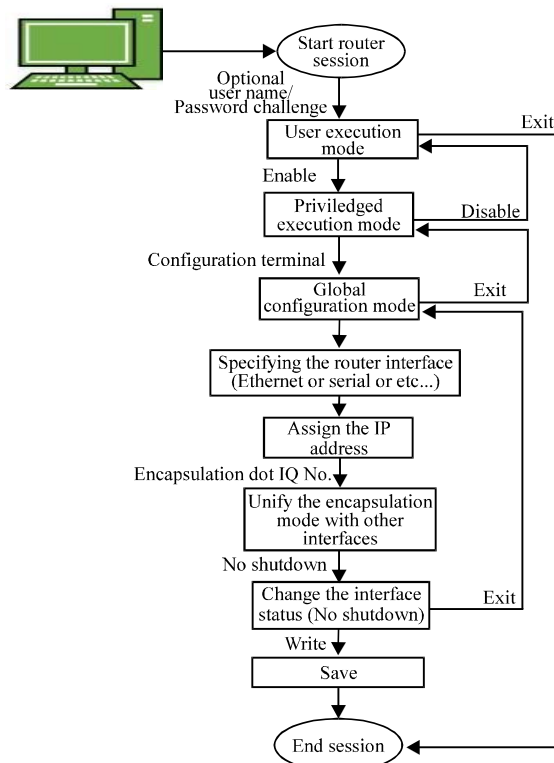 Start router
session
Optional
user name/
Password challenge
User execution
mode
Exit
Enable
Priviledged
execution mode
Disable
Configuration terminal
Global
configuration mode
Exit
Specifying the router interface
(Ethernet or serial or etc...)
Assign the IP
address
Encapsulation dot IQ No.
Unify the encapsulation
mode with other
interfaces
No shutdown
Change the interface
status (No shutdown)
Exit
Write
Save
End session